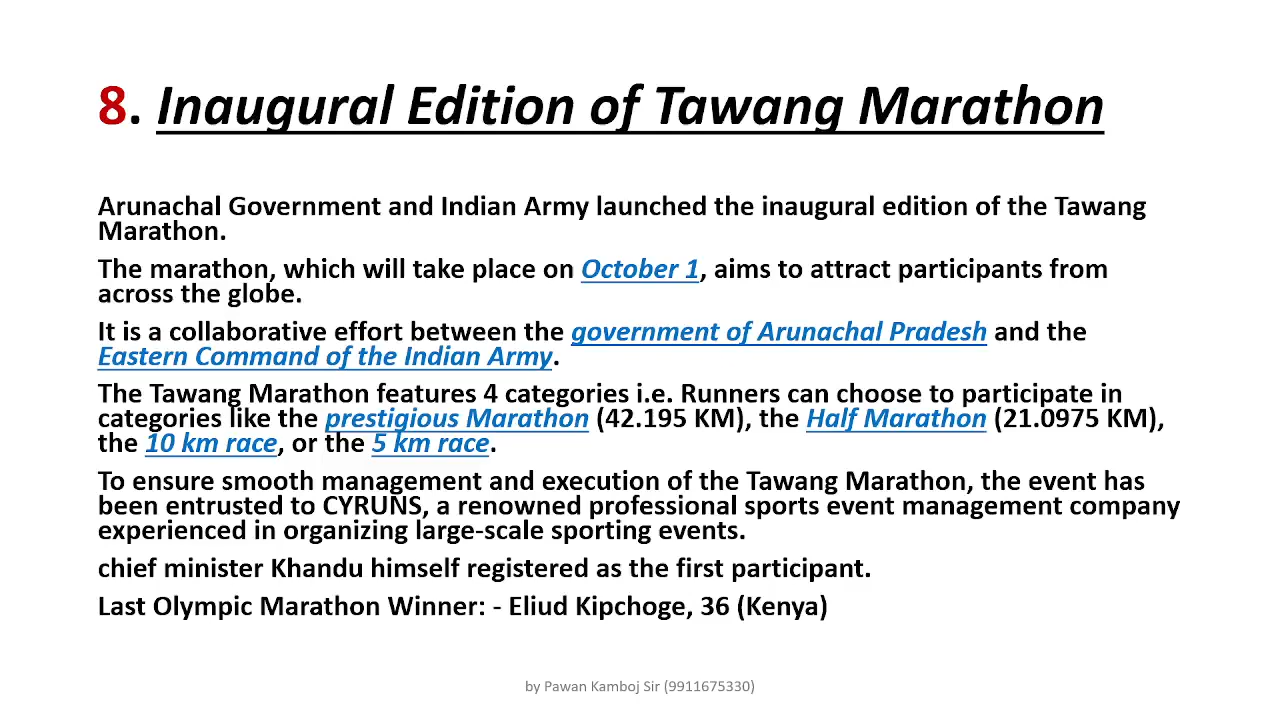 8. Inaugural Edition of Tawang Marathon
Arunachal Government and Indian Army launched the inaugural edition of the Tawang
Marathon.
The marathon, which will take place on October 1, aims to attract participants from
across the globe.
It is a collaborative effort between the government of Arunachal Pradesh and the
Eastern Command of the Indian Army.
The Tawang Marathon features 4 categories i.e. Runners can choose to participate in
categories like the prestigious Marathon (42.195 KM), the Half Marathon (21.0975 KM),
the 10 km race, or the 5 km race.
To ensure smooth management and execution of the Tawang Marathon, the event has
been entrusted to CYRUNS, a renowned professional sports event management company
experienced in organizing large-scale sporting events.
chief minister Khandu himself registered as the first participant.
Last Olympic Marathon Winner: - Eliud Kipchoge, 36 (Kenya)
by Pawan Kamboj Sir (9911675330)